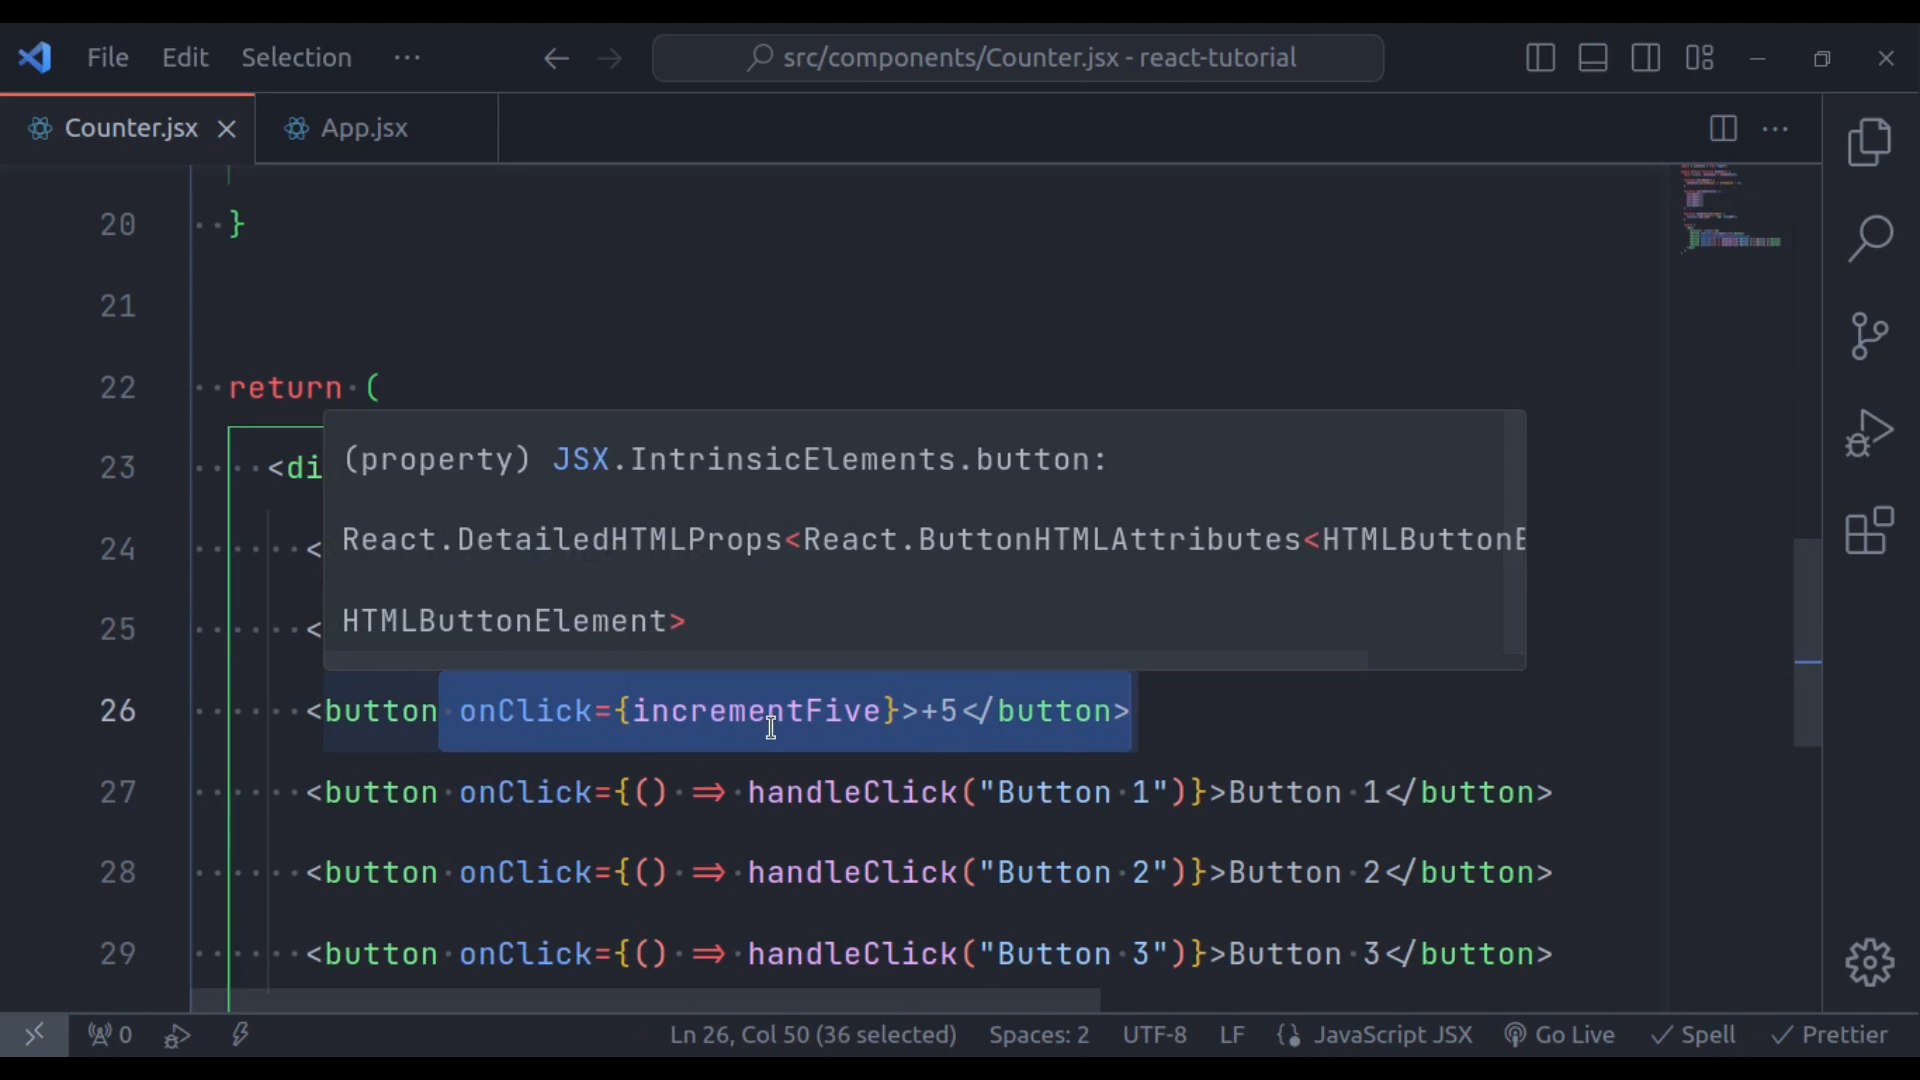 File Edit Selection ··· src/components/Counter.jsx - react-tutorial
Counter.jsx App.jsx
20 }
21
22 return (
23 <di
24 <
25 <
(property) JSX.IntrinsicElements.button:
React.DetailedHTMLProps<React.ButtonHTMLAttributes<HTMLButtonE
HTMLButtonElement>
26 <button onClick={incrementFive}>+5</button>
27 <button onClick={() => handleClick("Button 1")}>Button 1</button>
28 <button onClick={() => handleClick("Button 2")}>Button 2</button>
29 <button onClick={() => handleClick("Button 3")}>Button 3</button>
0 Ln 26, Col 50 (36 selected) Spaces: 2 UTF-8 LF JavaScript JSX Go Live Spell Prettier